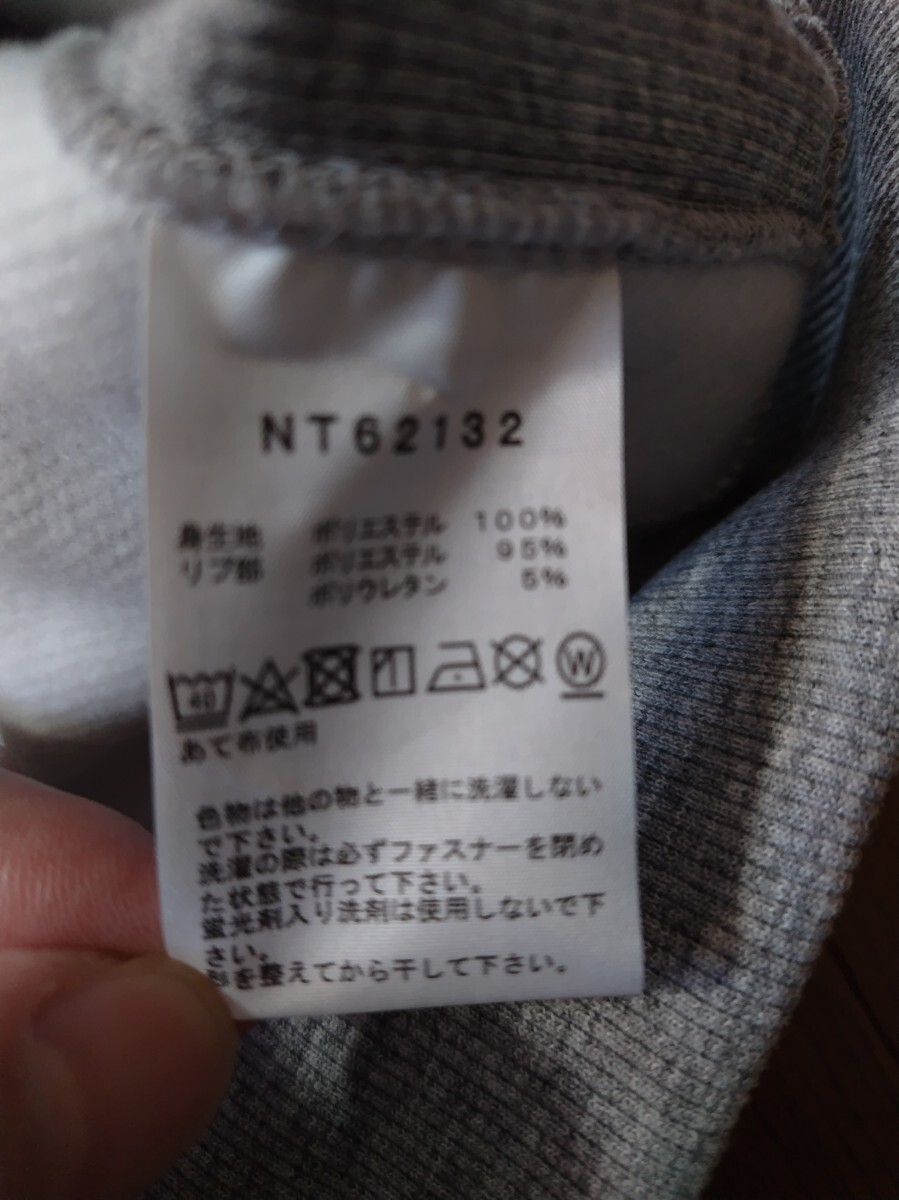 NT62132
身生地 ポリエステル 100%
リブ部 ポリエステル 95%
ポリウレタン 5%
40 W
あて布使用
色物は他の物と一緒に洗濯しない
で下さい。
洗濯の際は必ずファスナーを閉め
た状態で行って下さい。
蛍光剤入り洗剤は使用しないで下
さい。
を整えてから干して下さい。